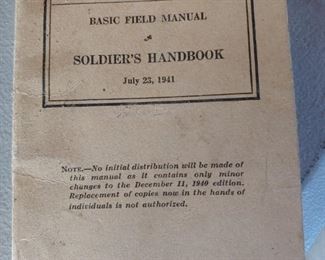 BASIC FIELD MANUAL
SOLDIER'S HANDBOOK
July 23, 1941
NOTE.—No initial distribution will be made of
this manual as it contains only minor
changes to the December 11, 1940 edition.
Replacement of copies now in the hands of
individuals is not authorized.